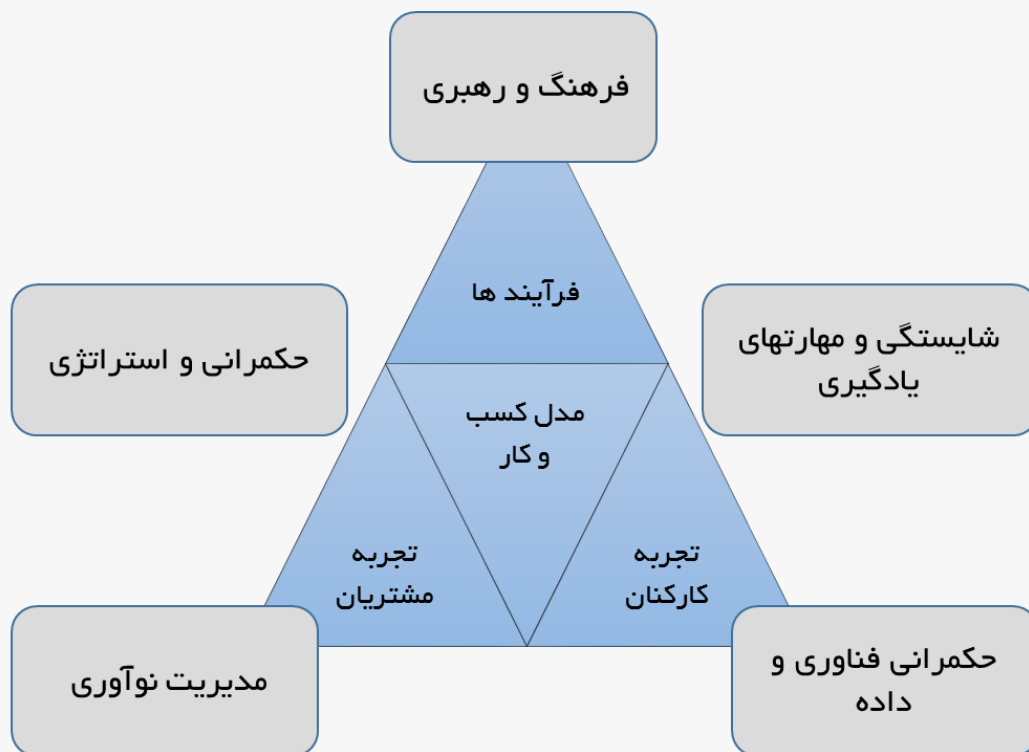 فرهنگ و رهبری
فرآیند ها
شایستگی و مهارتهای
یادگیری
حکمرانی و استراتژی
مدل کسب
و کار
تجربه
کارکنان
تجربه
مشتریان
حکمرانی فناوری و
داده
مدیریت نوآوری